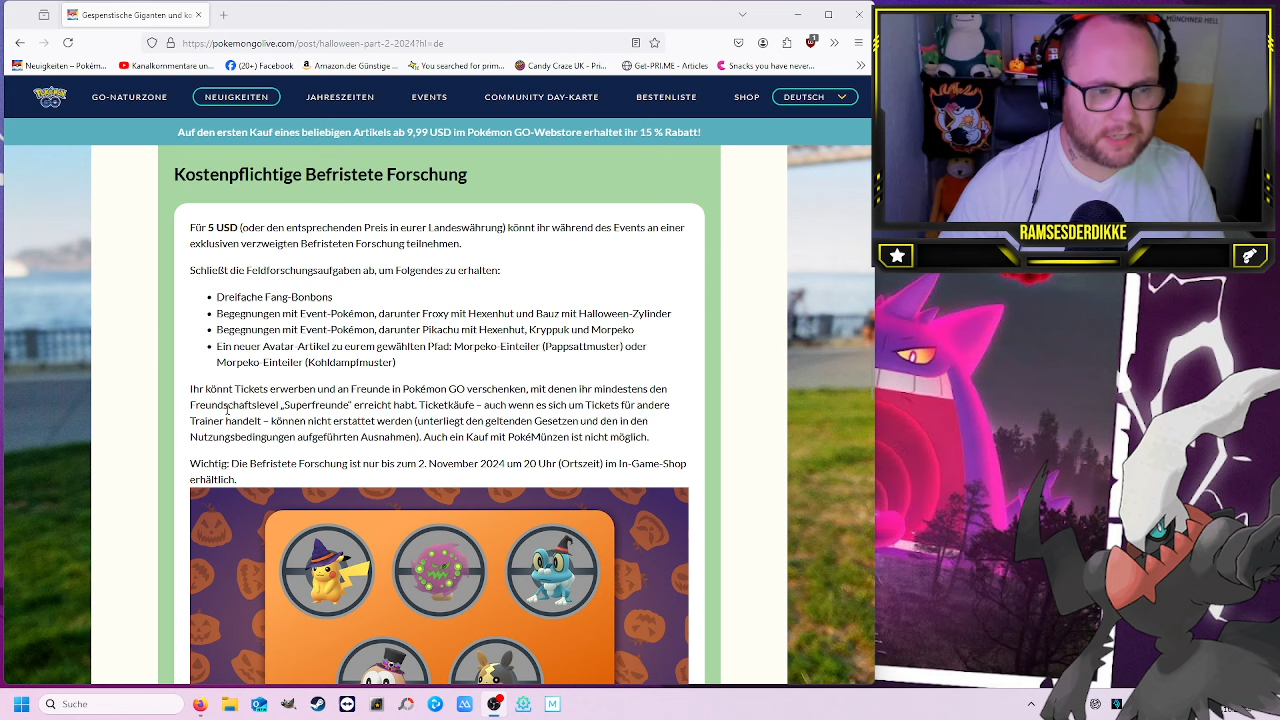 Gespenstische Giganten und ko
https://pokemongolive.com/post/halloween-part-2-2024?hl=de
1
Neuigkeiten – Pokém...
Kanalkommentare un...
(20+) Facebook
Amazon.de: Günstige ...
You searched for prim...
Candy Craze UK - Pri...
Get-PRiME - Articles
Snacks you have never...
GO-NATURZONE
NEUIGKEITEN
JAHRESZEITEN
EVENTS
COMMUNITY DAY-KARTE
BESTENLISTE
SHOP
DEUTSCH
Auf den ersten Kauf eines beliebigen Artikels ab 9,99 USD im Pokémon GO-Webstore erhaltet ihr 15 % Rabatt!
Kostenpflichtige Befristete Forschung
Für 5 USD (oder den entsprechenden Preis in eurer Landeswährung) könnt ihr während des Events an einer
exklusiven verzweigten Befristeten Forschung teilnehmen.
Schließt die Feldforschungen ab, um unter anderem Folgendes zu erhalten:
• Dreifache Fang-Bonbons
• Begegnungen mit Event-Pokémon, darunter Froxy mit Hexenhut und Bauz mit Halloween-Zylinder
• Begegnungen mit Event-Pokémon, darunter Pikachu mit Hexenhut, Kryppuk und Morpeko
• Ein neuer Avatar-Artikel zu eurem gewählten Pfad: Morpeko-Einteiler (Pappsattmuster) oder
Morpeko-Einteiler (Kohldampfmuster)
Ihr könnt Tickets erwerben und an Freunde in Pokémon GO verschenken, mit denen ihr mindestens den
Freundschaftslevel „Superfreunde“ erreicht habt. Ticketkäufe – auch wenn es sich um Tickets für andere
Trainer handelt – können nicht erstattet werden (unterliegt den geltenden Gesetzen und den in den
Nutzungsbedingungen aufgeführten Ausnahmen). Auch ein Kauf mit PokéMünzen ist nicht möglich.
Wichtig: Die Befristete Forschung ist nur bis zum 2. November 2024 um 20 Uhr (Ortszeit) im In-Game-Shop
erhältlich.
MÜNCHNER HELL
RAMSESDERDIKKE
Suche